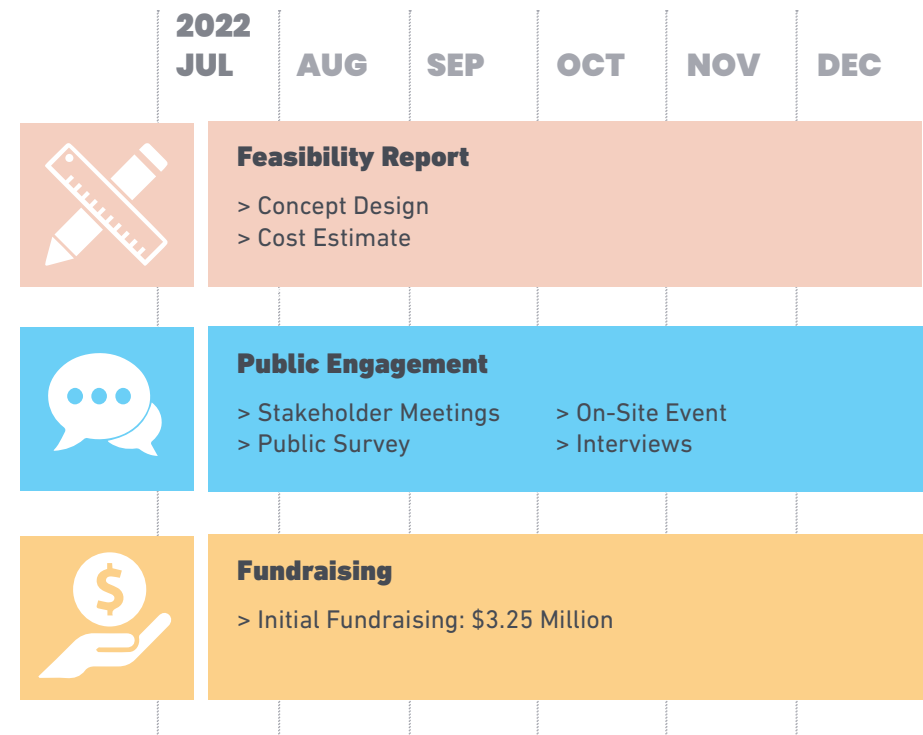 2022
JUL AUG SEP OCT NOV DEC
Feasibility Report
> Concept Design
> Cost Estimate
Public Engagement
> Stakeholder Meetings > On-Site Event
> Public Survey > Interviews
$
Fundraising
> Initial Fundraising: $3.25 Million